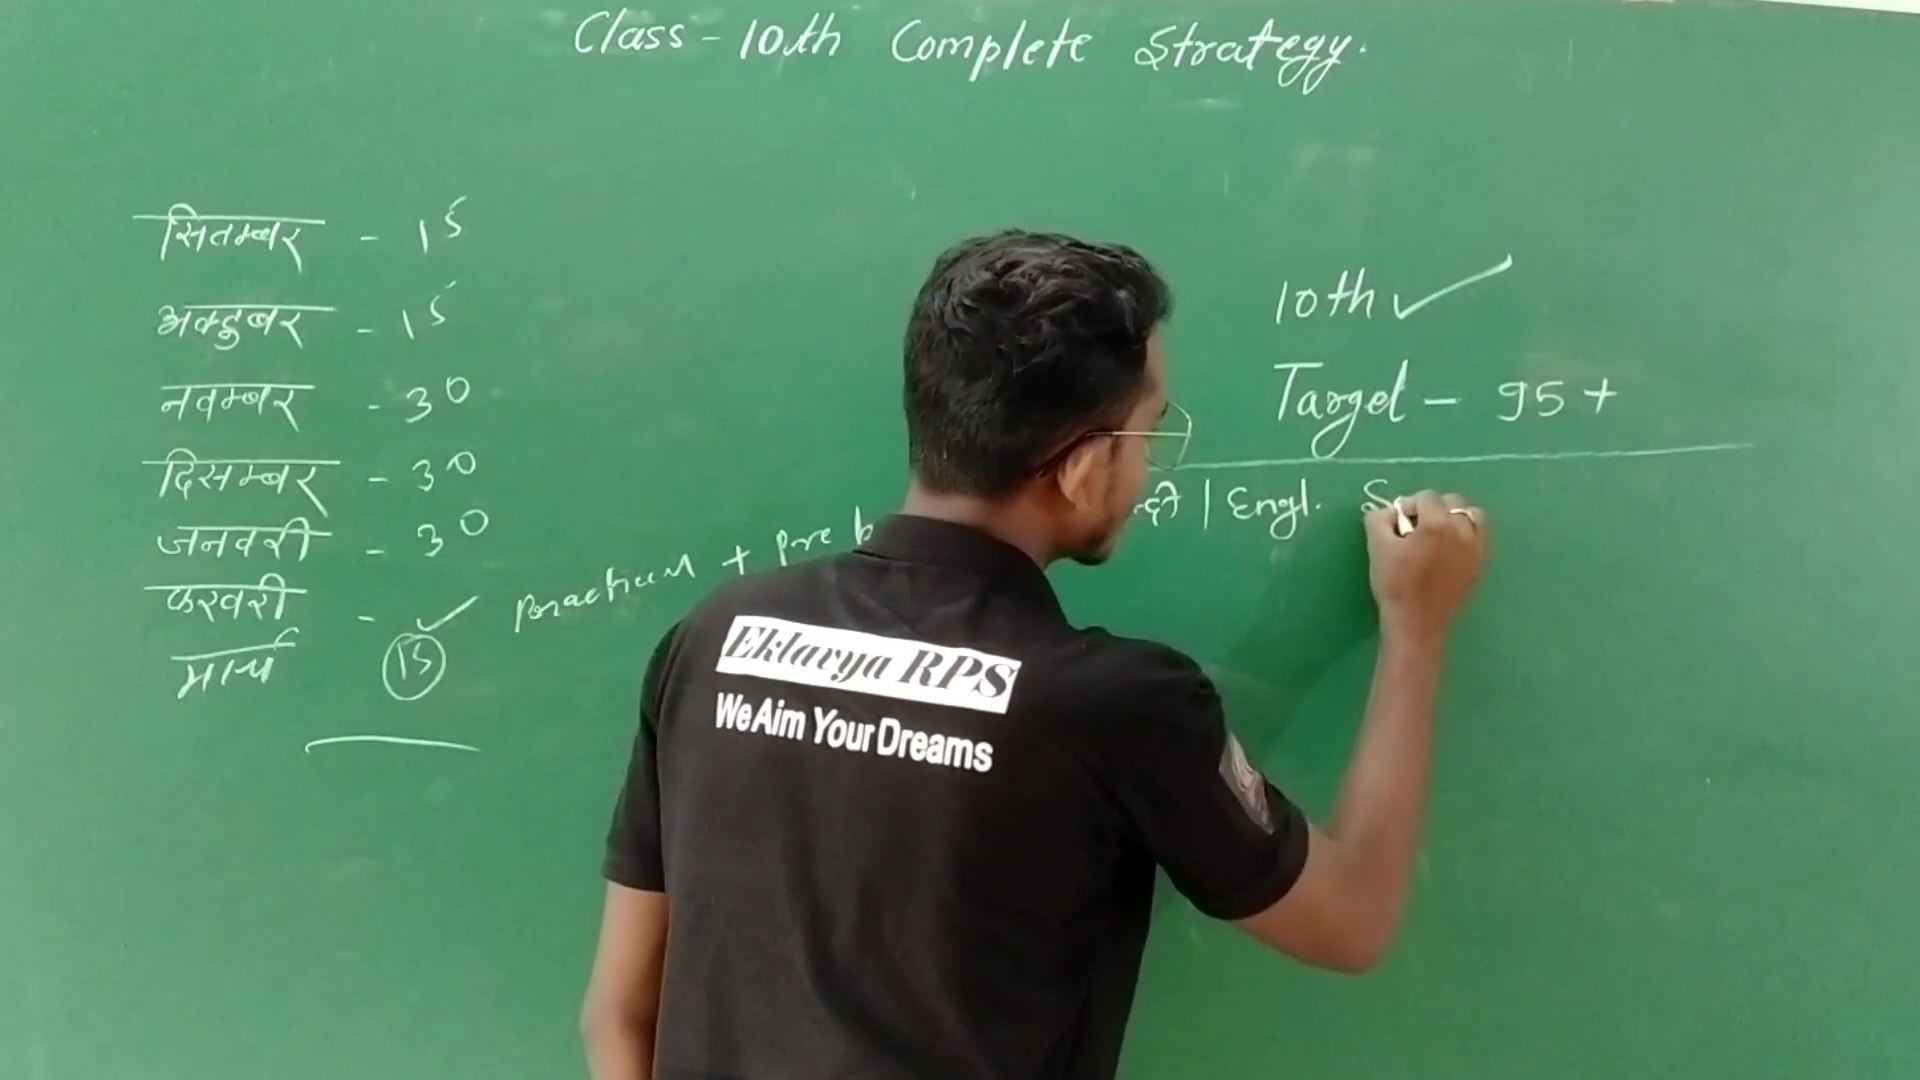 Class - 10th Complete Strategy.
सितम्बर - 15
अक्टुबर - 15
नवम्बर - 30
दिसम्बर - 30
जनवरी - 30
फरवरी - ✓ Practical + Pre b
मार्च 15
10th ✓
Target - 95 +
न्दी | Engl. S
Eklavya RPS
We Aim Your Dreams